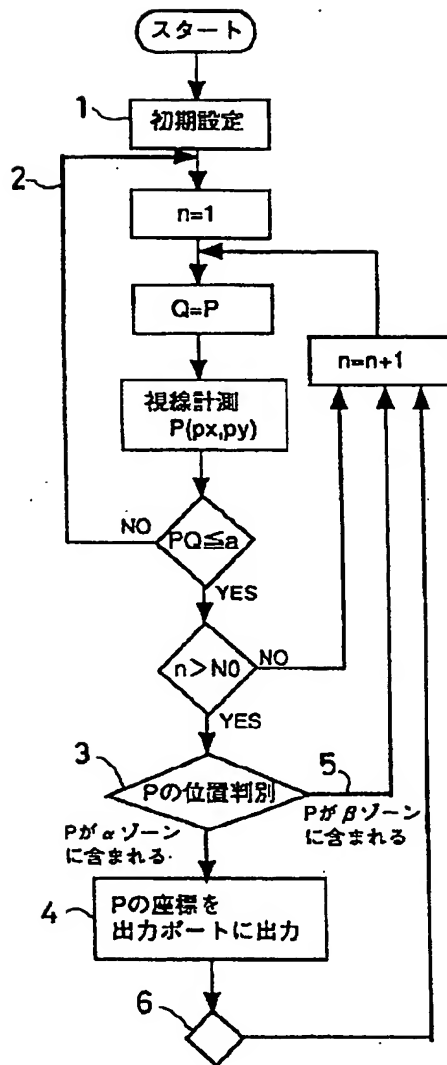 スタート
1
初期設定
2
n=1
Q=P
n=n+1
視線計測
P(px,py)
NO
PQ≦a
YES
n>N0
NO
YES
3
Pの位置判別
5
Pがαゾーン
に含まれる
Pがβゾーン
に含まれる
4
Pの座標を
出力ポートに出力
6